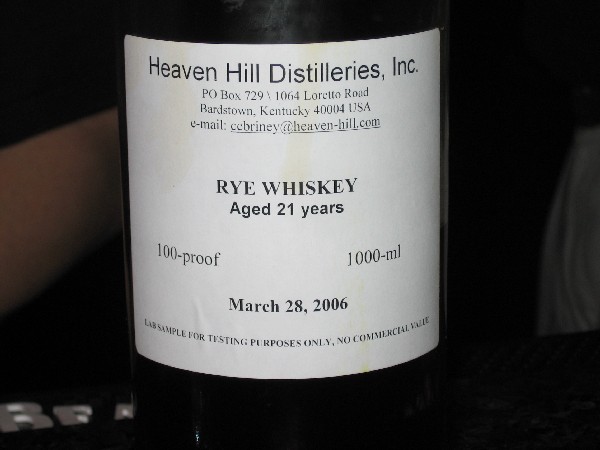 Heaven Hill Distilleries, Inc.
PO Box 729 \ 1064 Loretto Road
Bardstown, Kentucky 40004 USA
e-mail: ccbriney@heaven-hill.com
RYE WHISKEY
Aged 21 years
100-proof 1000-ml
March 28, 2006
LAB SAMPLE FOR TESTING PURPOSES ONLY, NO COMMERCIAL VALUE